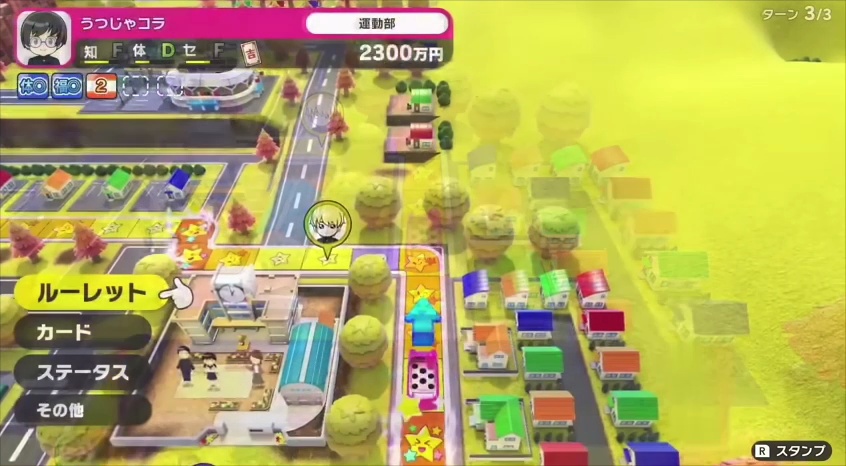 うつじゃコラ
運動部
ターン 3/3
知 F 体 D セ F 吉
2300万円
体◎ 福◎ 2
ルーレット
カード
ステータス
その他
R スタンプ